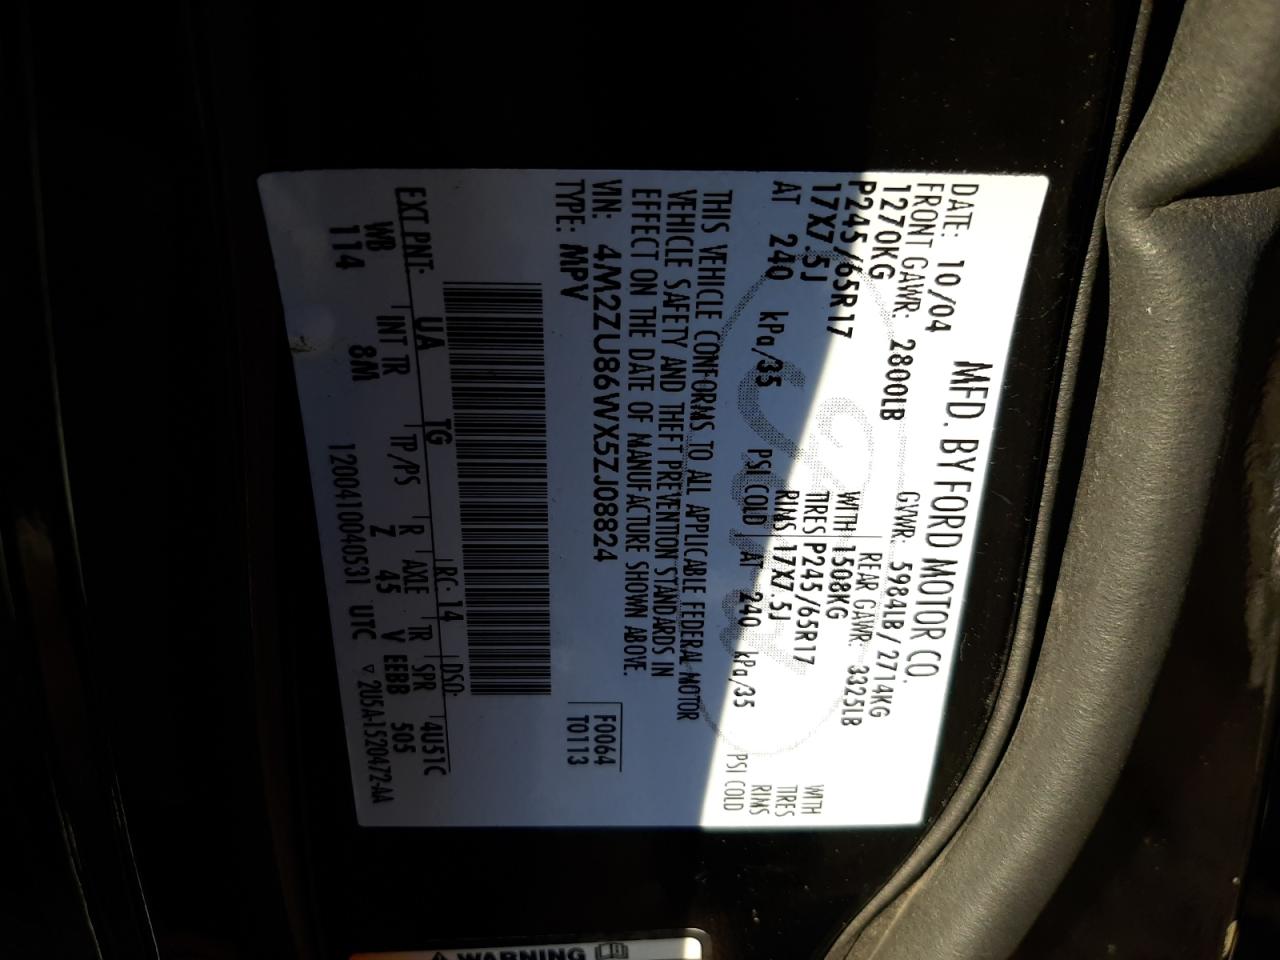 MFD. BY FORD MOTOR CO.
DATE: 10/04 GVWR: 5984LB/2714KG
FRONT GAWR: 2800LB REAR GAWR: 3325LB
1270KG WITH 1508KG WITH
P245/65R17 TIRES P245/65R17 TIRES
17X7.5J RIMS 17X7.5J RIMS
AT 240 kPa/35 PSI COLD AT 240 kPa/35 PSI COLD
THIS VEHICLE CONFORMS TO ALL APPLICABLE FEDERAL MOTOR
VEHICLE SAFETY AND THEFT PREVENTION STANDARDS IN
EFFECT ON THE DATE OF MANUFACTURE SHOWN ABOVE.
VIN: 4M2ZU86WX5ZJ08824 F0064
TYPE: MPV T0113
EXT PNT: UA TG RC: 14 DSO:
WB INT TR TP/PS R AXLE TR SPR 4U51C
114 8M Z 45 V EEBB 505
1200410040531 UTC 2U5A-1520472-AA
WARNING